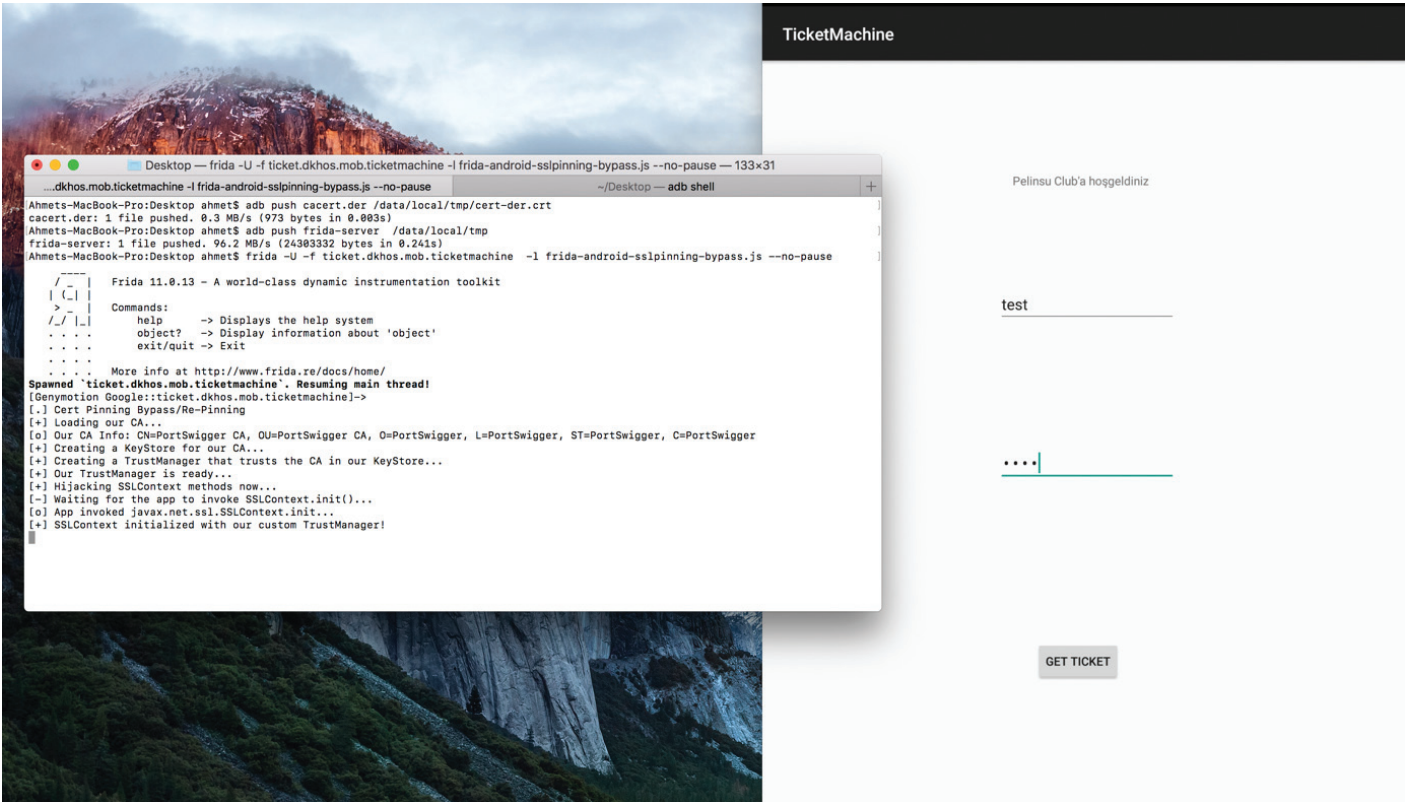 TicketMachine
Desktop — frida -U -f ticket.dkhos.mob.ticketmachine -l frida-android-sslpinning-bypass.js --no-pause — 133×31
....dkhos.mob.ticketmachine -l frida-android-sslpinning-bypass.js --no-pause
~/Desktop — adb shell
+
[Ahmets-MacBook-Pro:Desktop ahmet$ adb push cacert.der /data/local/tmp/cert-der.crt ]
cacert.der: 1 file pushed. 0.3 MB/s (973 bytes in 0.003s)
[Ahmets-MacBook-Pro:Desktop ahmet$ adb push frida-server  /data/local/tmp ]
frida-server: 1 file pushed. 96.2 MB/s (24303332 bytes in 0.241s)
[Ahmets-MacBook-Pro:Desktop ahmet$ frida -U -f ticket.dkhos.mob.ticketmachine  -l frida-android-sslpinning-bypass.js --no-pause ]
     ____
    / _  |   Frida 11.0.13 - A world-class dynamic instrumentation toolkit
   | (_| |
    > _  |   Commands:
   /_/ |_|       help      -> Displays the help system
   . . . .       object?   -> Display information about 'object'
   . . . .       exit/quit -> Exit
   . . . .
   . . . .   More info at http://www.frida.re/docs/home/
Spawned `ticket.dkhos.mob.ticketmachine`. Resuming main thread!
[Genymotion Google::ticket.dkhos.mob.ticketmachine]->
[.] Cert Pinning Bypass/Re-Pinning
[+] Loading our CA...
[o] Our CA Info: CN=PortSwigger CA, OU=PortSwigger CA, O=PortSwigger, L=PortSwigger, ST=PortSwigger, C=PortSwigger
[+] Creating a KeyStore for our CA...
[+] Creating a TrustManager that trusts the CA in our KeyStore...
[+] Our TrustManager is ready...
[+] Hijacking SSLContext methods now...
[-] Waiting for the app to invoke SSLContext.init()...
[o] App invoked javax.net.ssl.SSLContext.init...
[+] SSLContext initialized with our custom TrustManager!
Pelinsu Club'a hoşgeldiniz
test
••••
GET TICKET